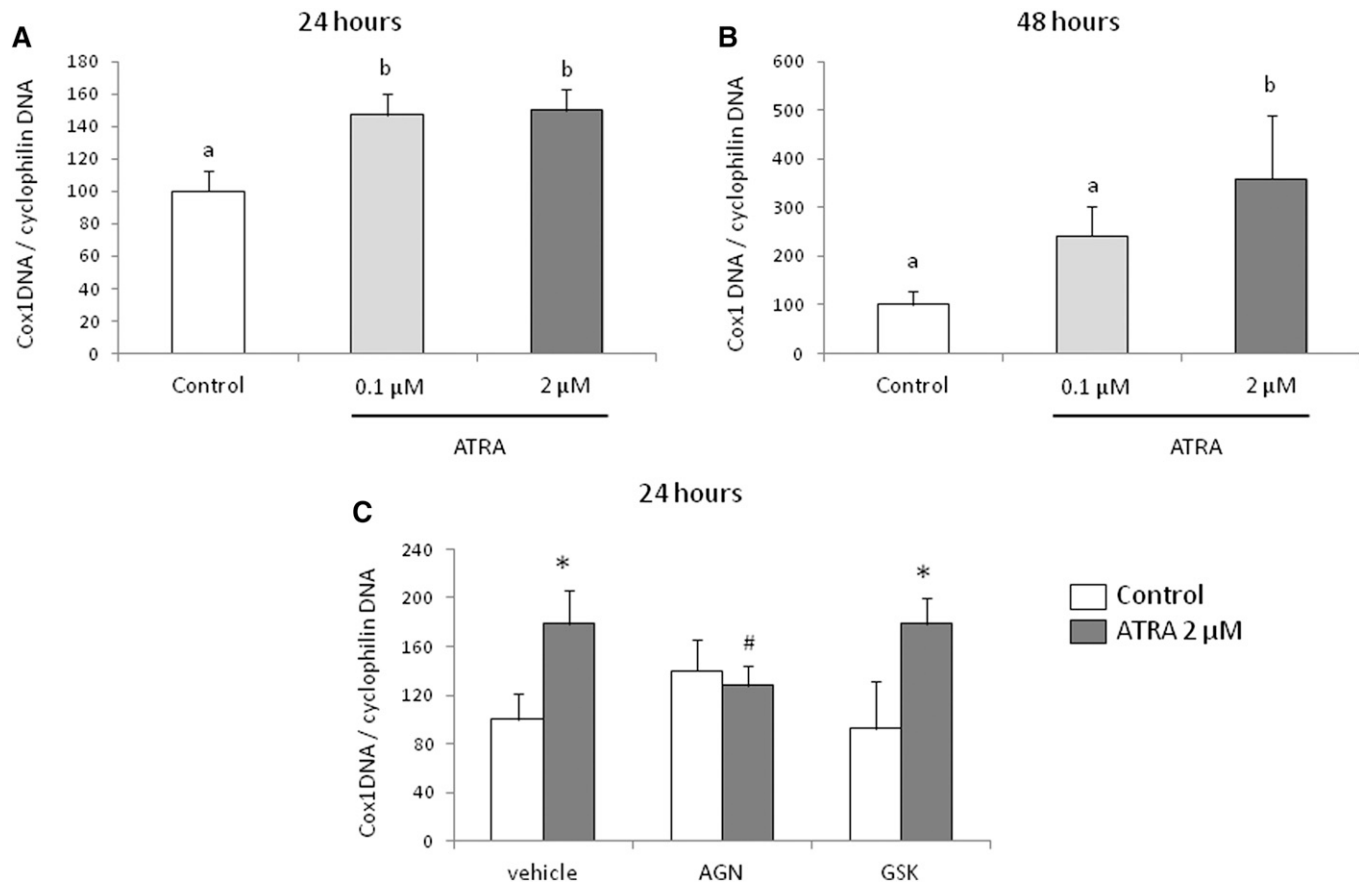 A
24 hours
Cox1DNA / cyclophilin DNA
180
160
140
120
100
80
60
40
20
0
a
b
b
Control
0.1 µM
2 µM
ATRA
B
48 hours
Cox1 DNA / cyclophilin DNA
600
500
400
300
200
100
0
a
a
b
Control
0.1 µM
2 µM
ATRA
C
24 hours
Cox1DNA / cyclophilin DNA
240
200
160
120
80
40
0
*
#
*
vehicle
AGN
GSK
Control
ATRA 2 µM